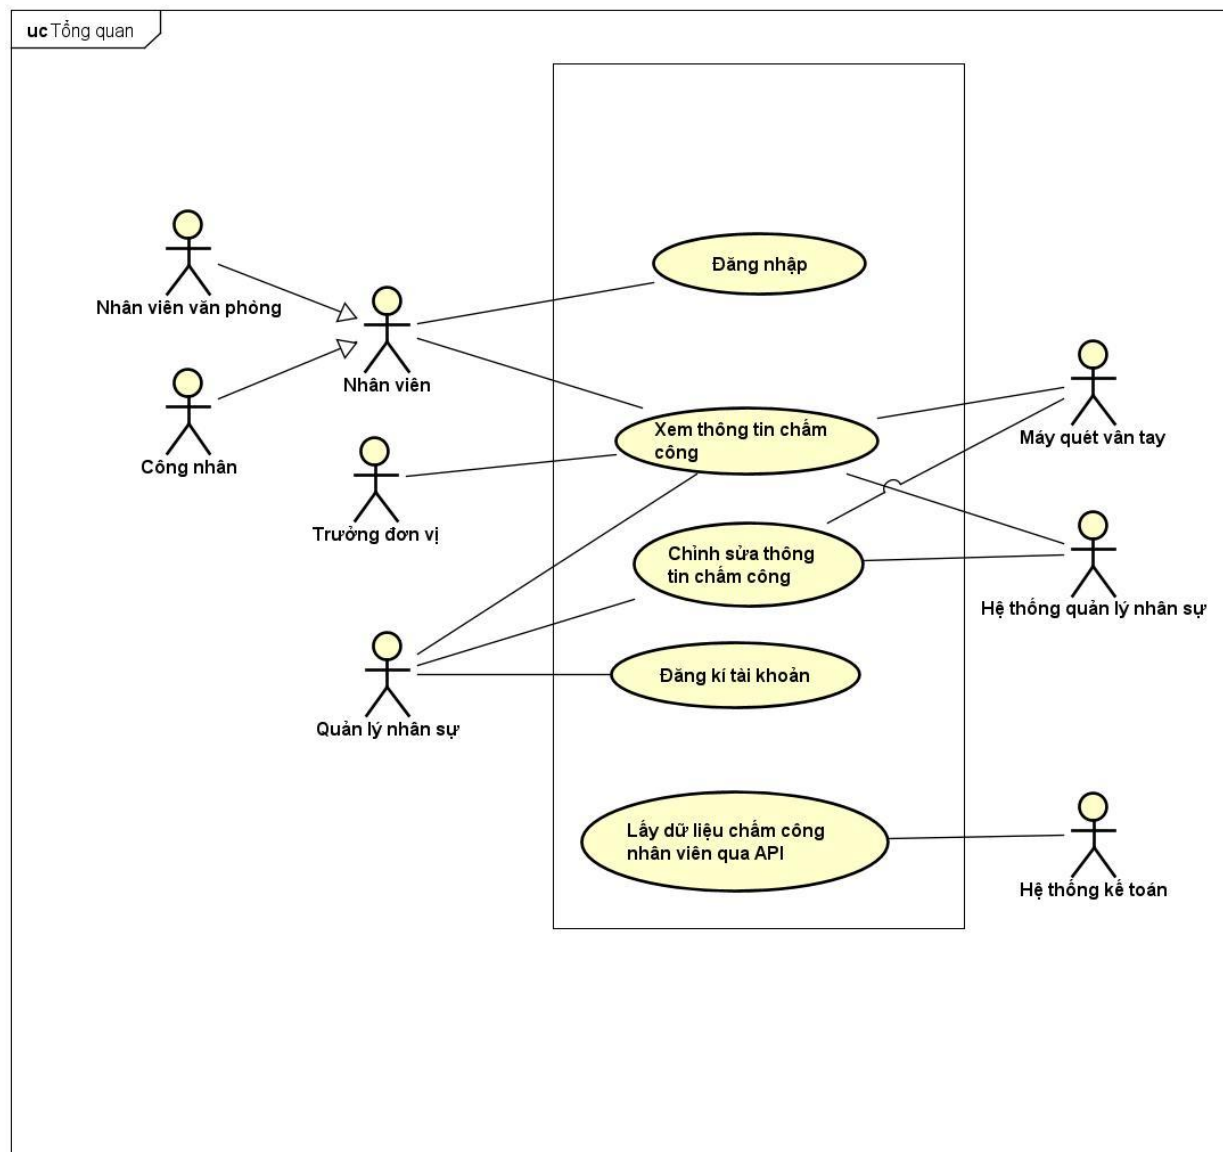 uc Tổng quan
Đăng nhập
Nhân viên văn phòng
Nhân viên
Công nhân
Xem thông tin chấm
công
Máy quét vân tay
Trưởng đơn vị
Chỉnh sửa thông
tin chấm công
Hệ thống quản lý nhân sự
Đăng kí tài khoản
Quản lý nhân sự
Lấy dữ liệu chấm công
nhân viên qua API
Hệ thống kế toán